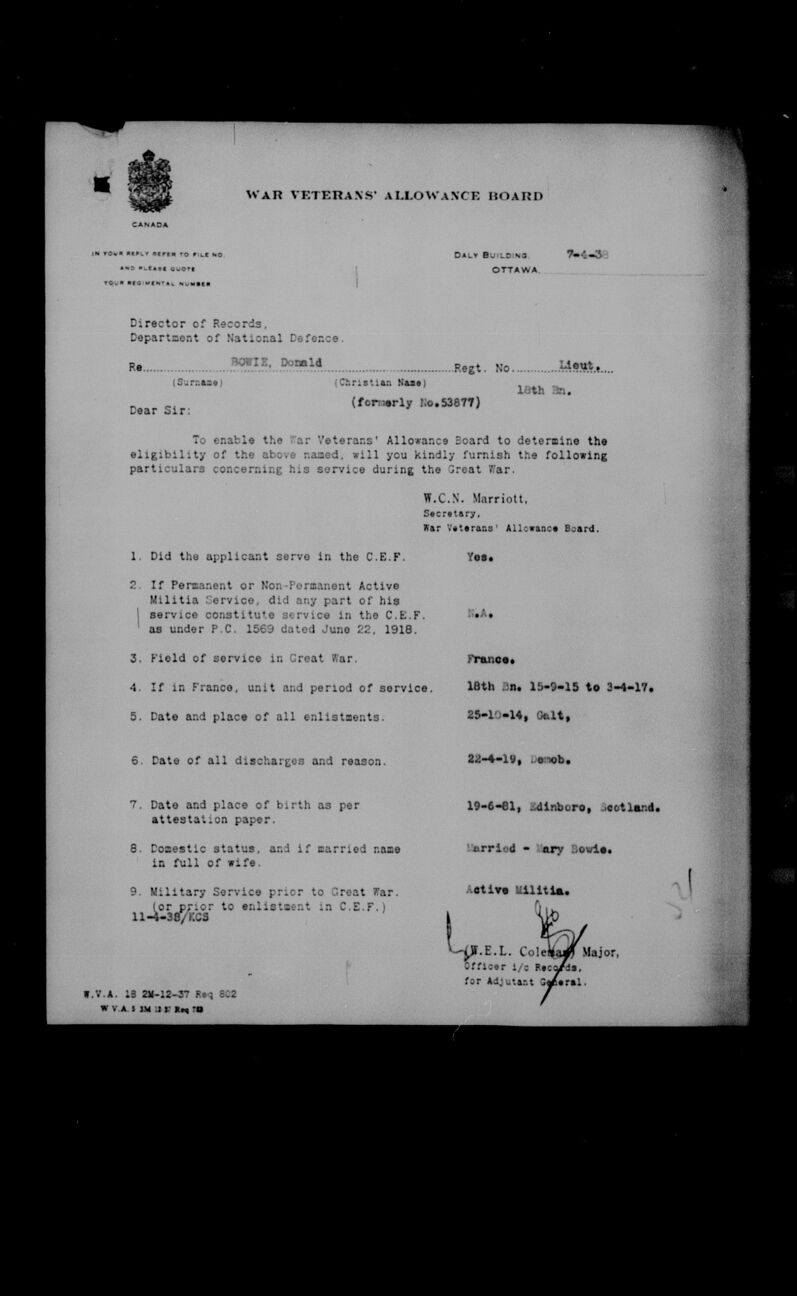 WAR VETERANS' ALLOWANCE BOARD
CANADA
IN YOUR REPLY REFER TO FILE NO.
AND PLEASE QUOTE
YOUR REGIMENTAL NUMBER
DALY BUILDING, 7-4-38
OTTAWA.
Director of Records,
Department of National Defence.
Re BOWIE, Donald Regt. No. Lieut.
(Surname) (Christian Name) 18th Bn.
(formerly No.53877)
Dear Sir:
To enable the War Veterans' Allowance Board to determine the
eligibility of the above named, will you kindly furnish the following
particulars concerning his service during the Great War.
W.C.N. Marriott,
Secretary,
War Veterans' Allowance Board.
1. Did the applicant serve in the C.E.F. Yes.
2. If Permanent or Non-Permanent Active
Militia Service, did any part of his
service constitute service in the C.E.F. N.A.
as under P.C. 1569 dated June 22, 1918.
3. Field of service in Great War. France.
4. If in France, unit and period of service. 18th Bn. 15-9-15 to 3-4-17.
5. Date and place of all enlistments. 25-10-14, Galt,
6. Date of all discharges and reason. 22-4-19, Demob.
7. Date and place of birth as per 19-6-81, Edinboro, Scotland.
attestation paper.
8. Domestic status, and if married name Married - Mary Bowie.
in full of wife.
9. Military Service prior to Great War. Active Militia.
(or prior to enlistment in C.E.F.)
11-4-38/KCS
(W.E.L. Coleman) Major,
Officer i/c Records,
for Adjutant General.
W.V.A. 18 2M-12-37 Req 802
W.V.A. 5